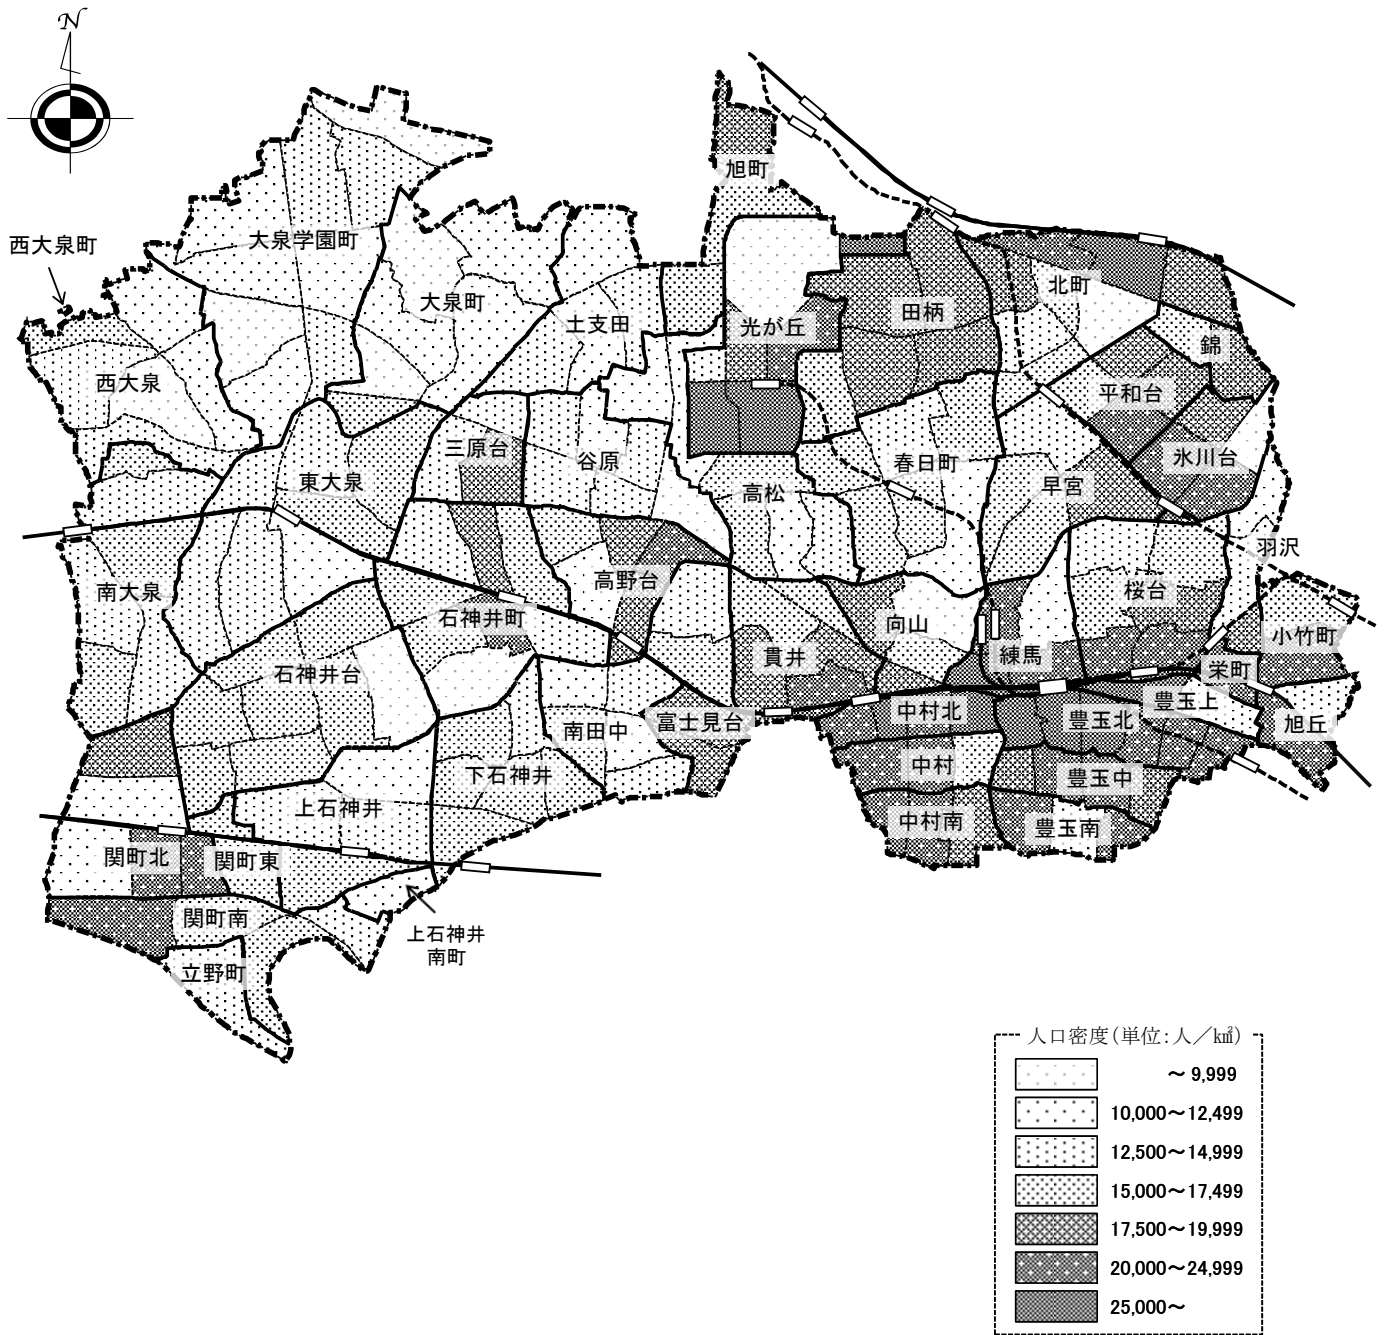 N
旭町
大泉学園町
西大泉町
北町
大泉町
田柄
土支田
光が丘
錦
西大泉
平和台
三原台
谷原
氷川台
春日町
東大泉
早宮
高松
羽沢
高野台
南大泉
桜台
石神井町
向山
小竹町
練馬
貫井
石神井台
栄町
豊玉上
中村北
豊玉北
富士見台
旭丘
南田中
中村
下石神井
豊玉中
上石神井
中村南
豊玉南
関町北
関町東
関町南
上石神井
南町
立野町
人口密度(単位:人/㎢)
～9,999
10,000～12,499
12,500～14,999
15,000～17,499
17,500～19,999
20,000～24,999
25,000～